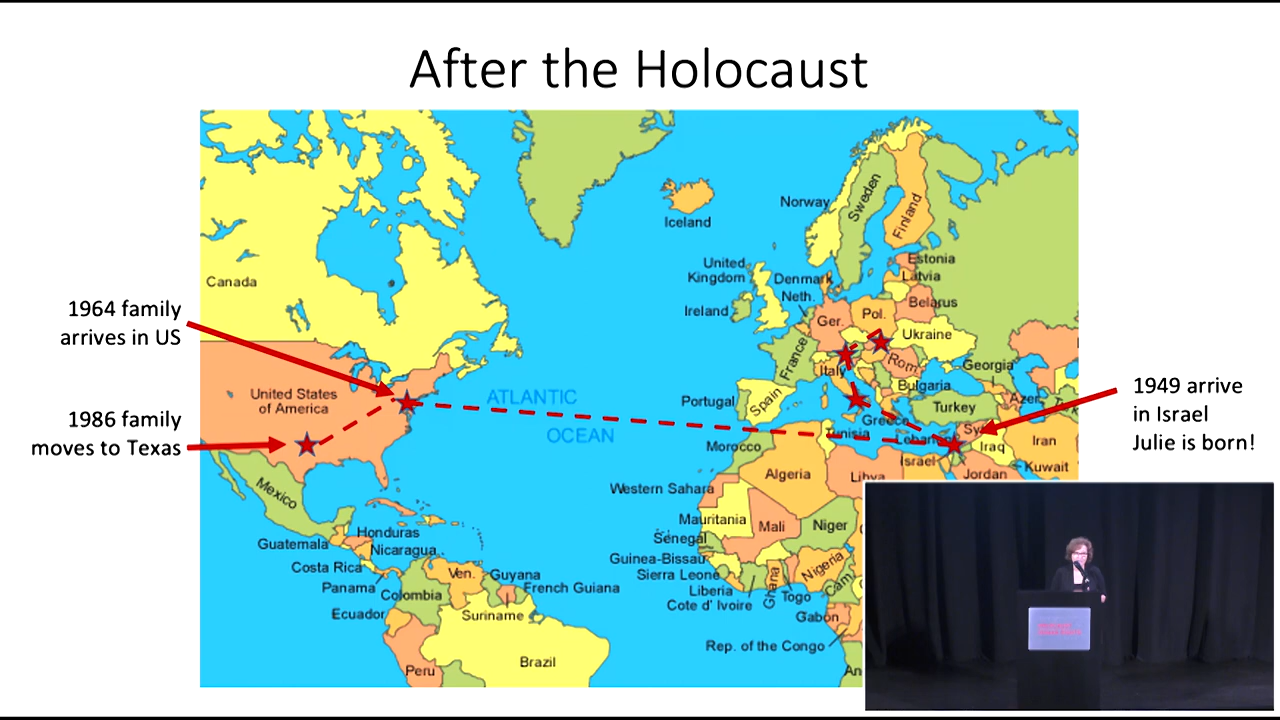 After the Holocaust
1964 family
arrives in US
1986 family
moves to Texas
1949 arrive
in Israel
Julie is born!
Canada
United States
of America
Mexico
Guatemala
Honduras
Nicaragua
Costa Rica
Panama
Colombia
Ecuador
Peru
Ven.
Guyana
French Guiana
Suriname
Brazil
ATLANTIC
OCEAN
Iceland
Norway
Sweden
Finland
Estonia
Latvia
Belarus
United
Kingdom
Denmark
Neth.
Ireland
Ger.
Pol.
Ukraine
France
Italy
Rom.
Bulgaria
Georgia
Azer.
Portugal
Spain
Greece
Turkey
Sy
Lebanon
Iraq
Iran
Israel
Jordan
Kuwait
Morocco
Tunisia
Algeria
Libya
Western Sahara
Mauritania
Mali
Niger
Senegal
Guinea-Bissau
Sierra Leone
Liberia
Cote d' Ivoire
Ghana
Togo
Nigeria
Cam.
Gabon
Rep. of the Congo
An